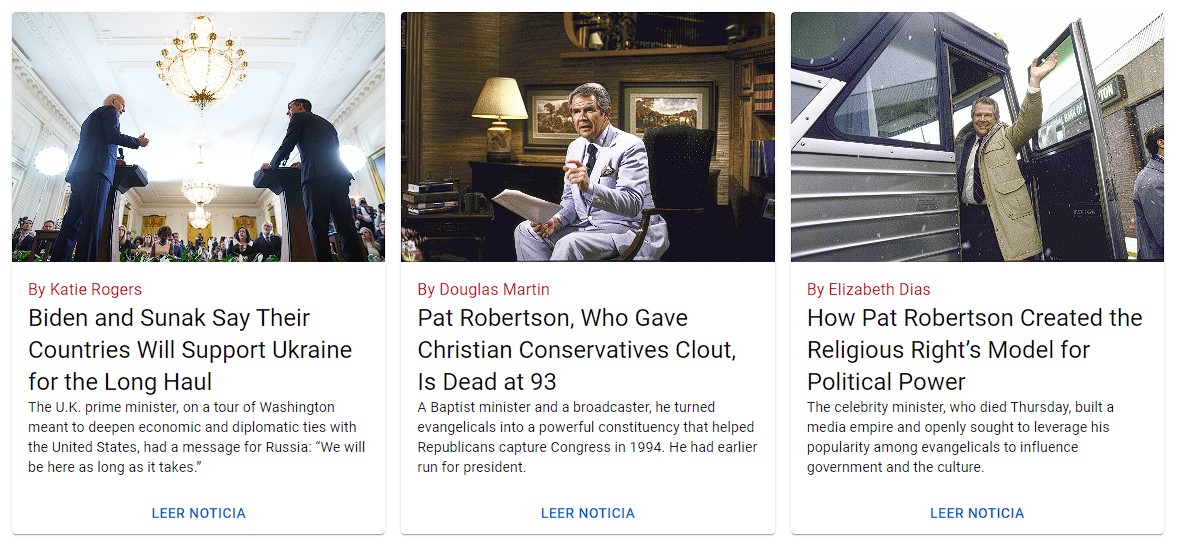 By Katie Rogers
Biden and Sunak Say Their
Countries Will Support Ukraine
for the Long Haul
The U.K. prime minister, on a tour of Washington
meant to deepen economic and diplomatic ties with
the United States, had a message for Russia: “We will
be here as long as it takes.”
LEER NOTICIA
By Douglas Martin
Pat Robertson, Who Gave
Christian Conservatives Clout,
Is Dead at 93
A Baptist minister and a broadcaster, he turned
evangelicals into a powerful constituency that helped
Republicans capture Congress in 1994. He had earlier
run for president.
LEER NOTICIA
By Elizabeth Dias
How Pat Robertson Created the
Religious Right’s Model for
Political Power
The celebrity minister, who died Thursday, built a
media empire and openly sought to leverage his
popularity among evangelicals to influence
government and the culture.
LEER NOTICIA